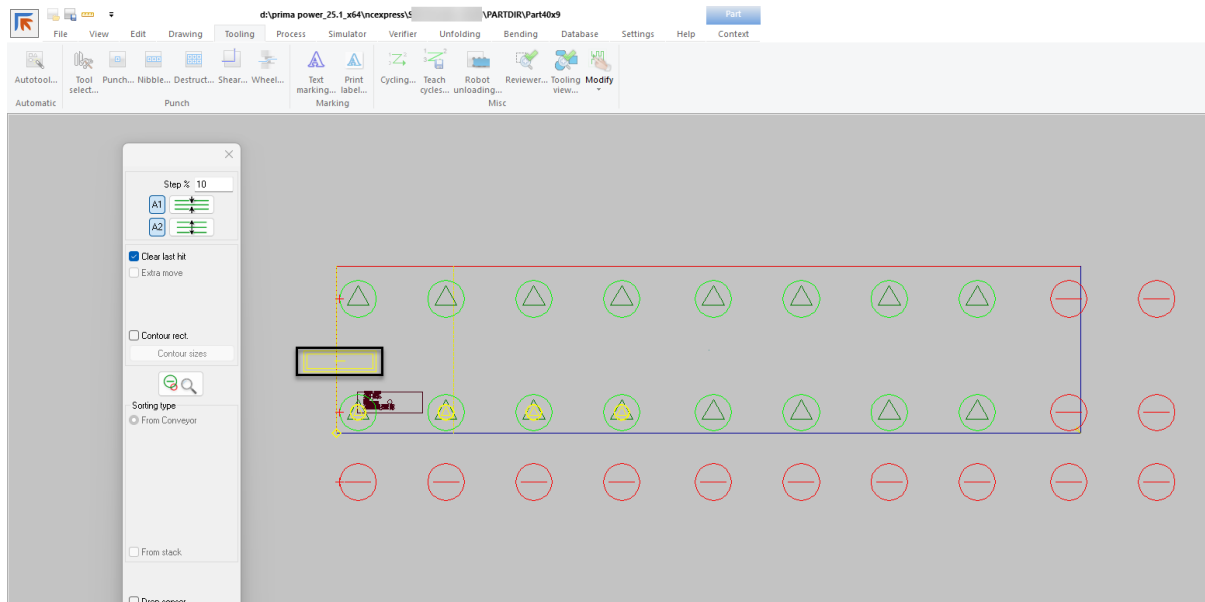 d:\prima power_25.1_x64\ncexpress\S \PARTDIR\Part40x9
Part
File View Edit Drawing Tooling Process Simulator Verifier Unfolding Bending Database Settings Help Context
Autotool... Tool select... Punch... Nibble... Destruct... Shear... Wheel... Text marking... Print label... Cycling... Teach cycles... Robot unloading... Reviewer... Tooling view... Modify
Automatic Punch Marking Misc
Step % 10
A1
A2
Clear last hit
Extra move
Contour rect.
Contour sizes
Sorting type
From Conveyor
From stack
Drop sensor